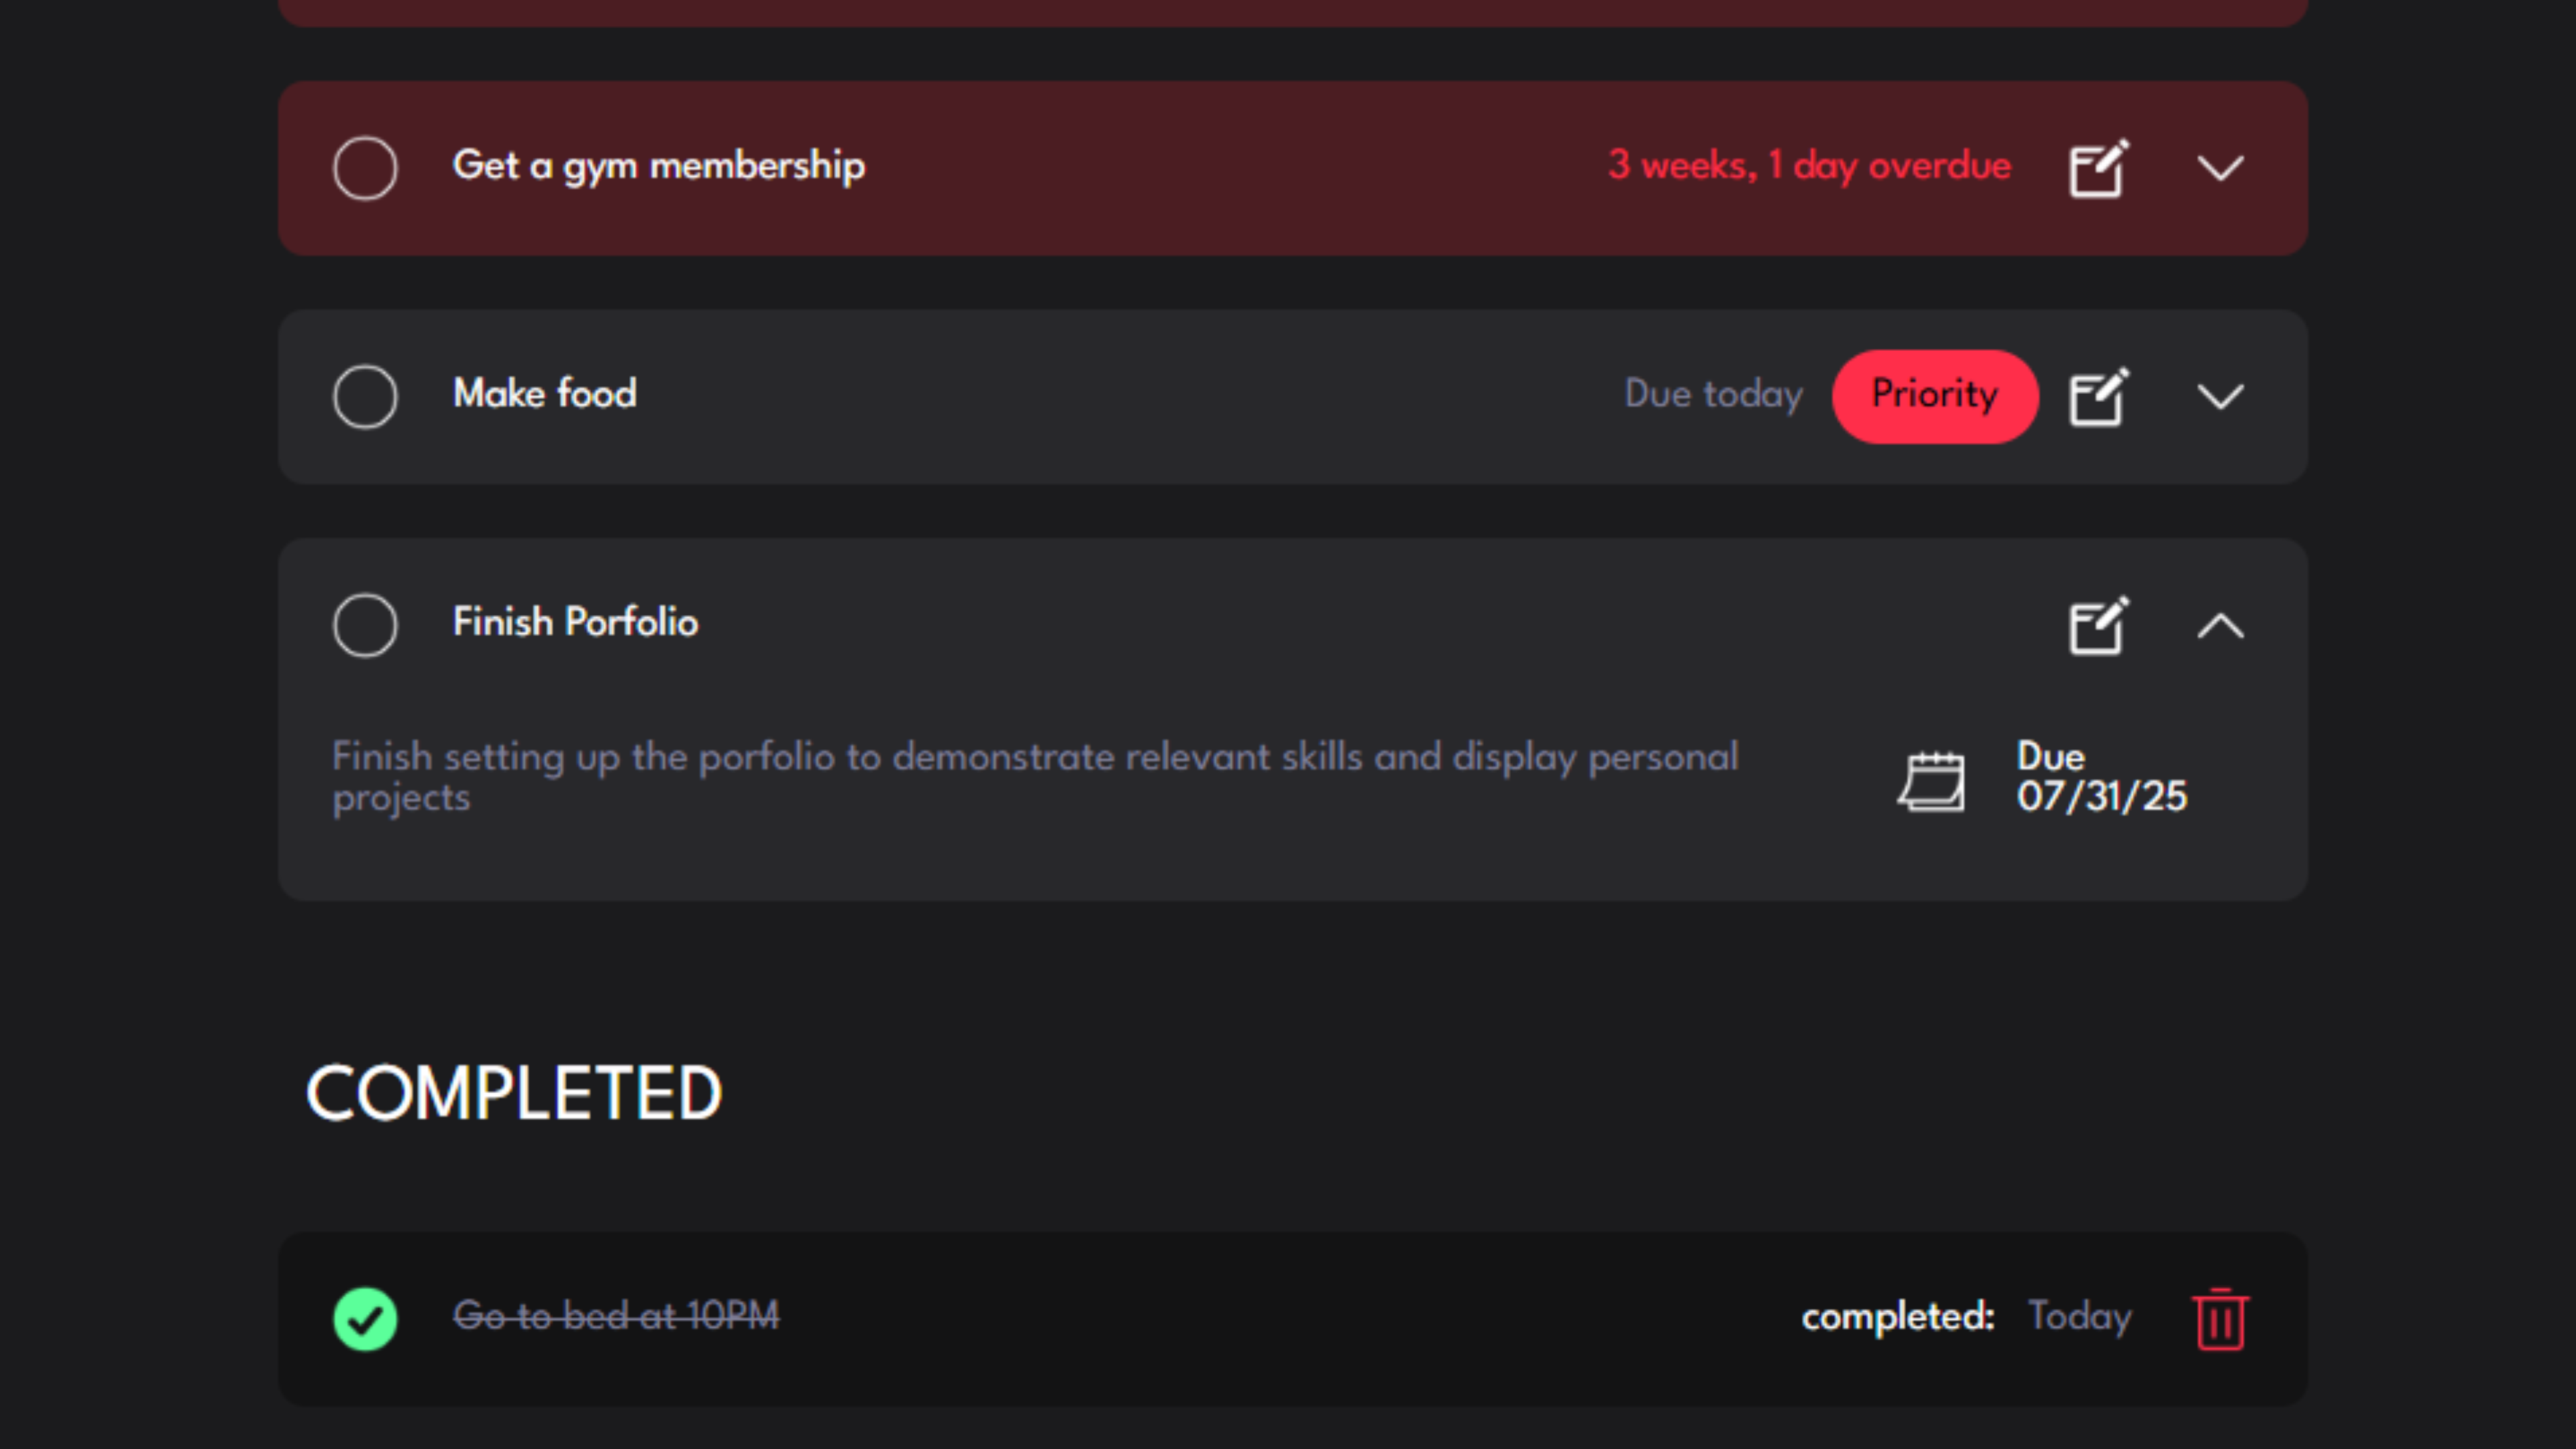 Get a gym membership 3 weeks, 1 day overdue
Make food Due today Priority
Finish Porfolio
Finish setting up the porfolio to demonstrate relevant skills and display personal
projects
Due
07/31/25
COMPLETED
Go to bed at 10PM completed: Today